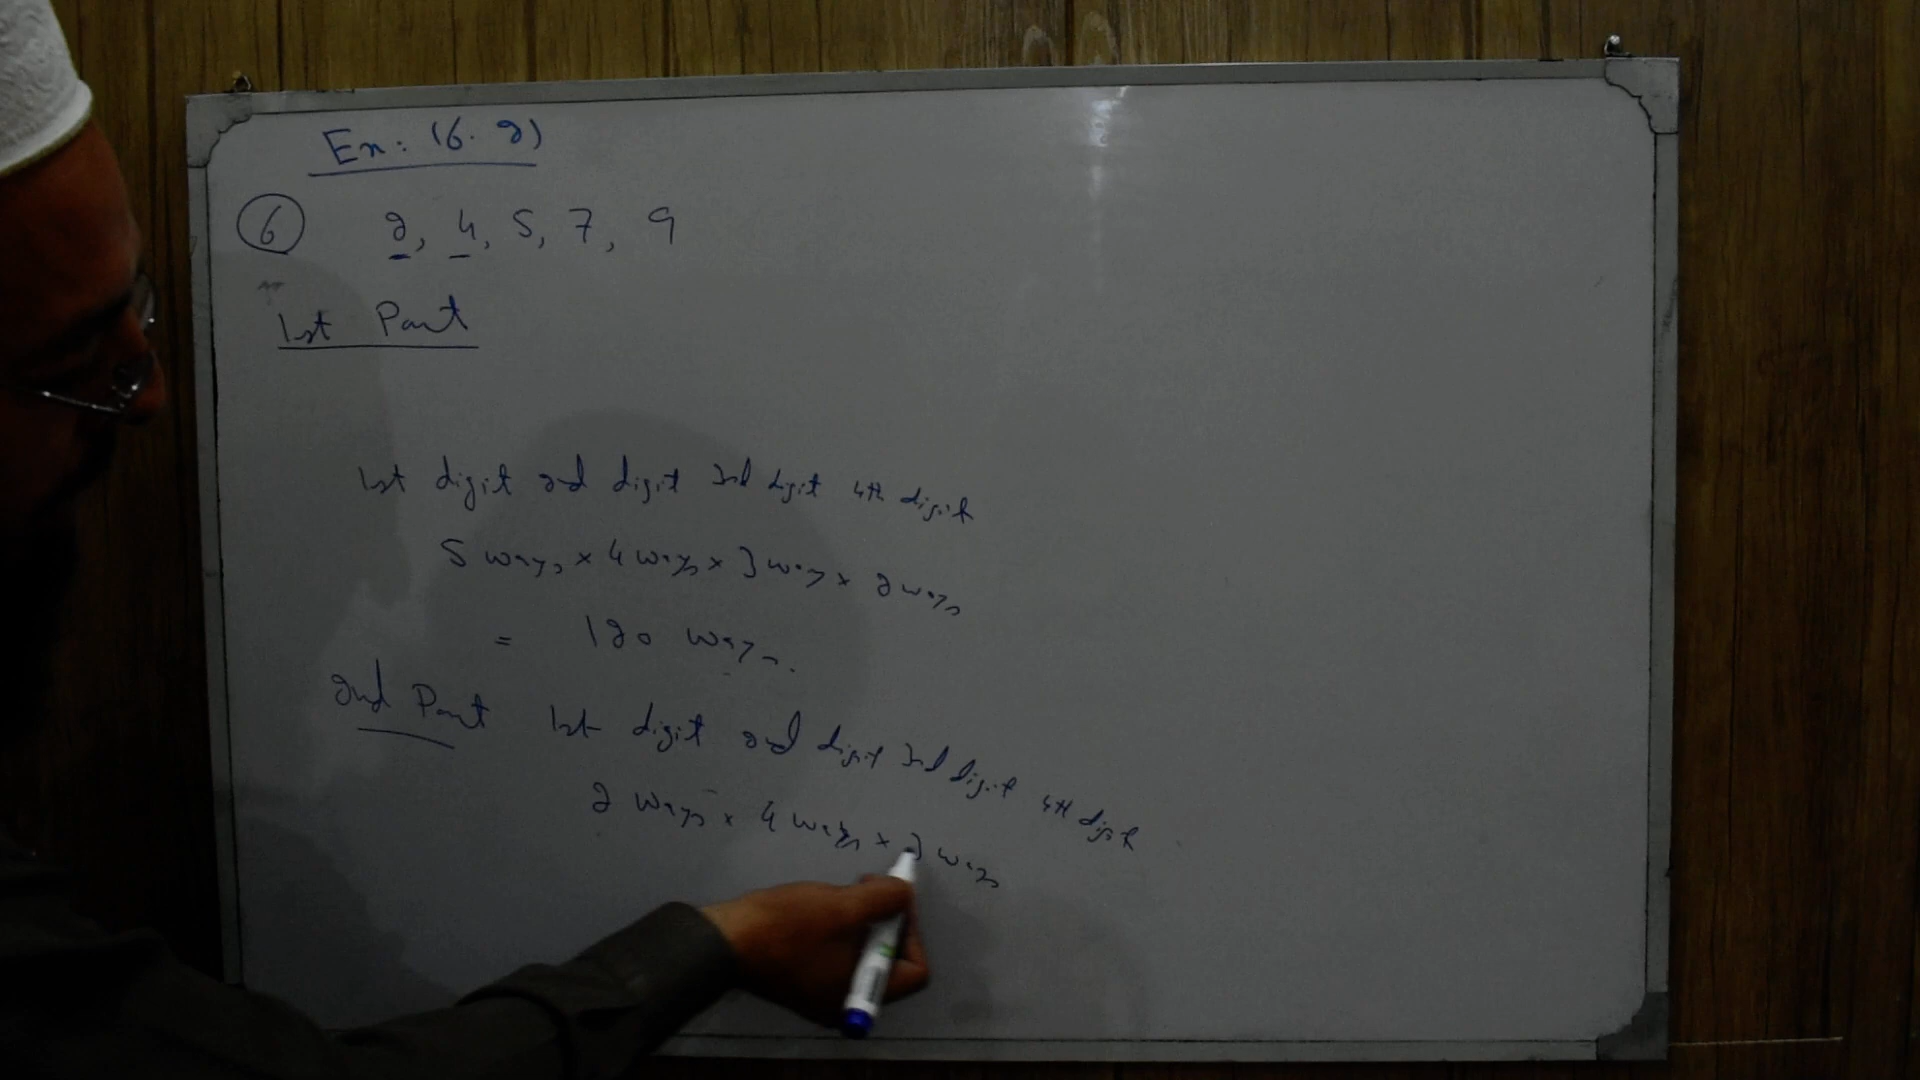 Ex: (6. 2)
6 2, 4, 5, 7, 9
1st Part
1st digit 2nd digit 3rd digit 4th digit
5 ways × 4 ways × 3 ways × 2 ways
= 120 ways.
2nd Part 1st digit 2nd digit 3rd digit 4th digit
2 ways × 4 ways × 3 ways